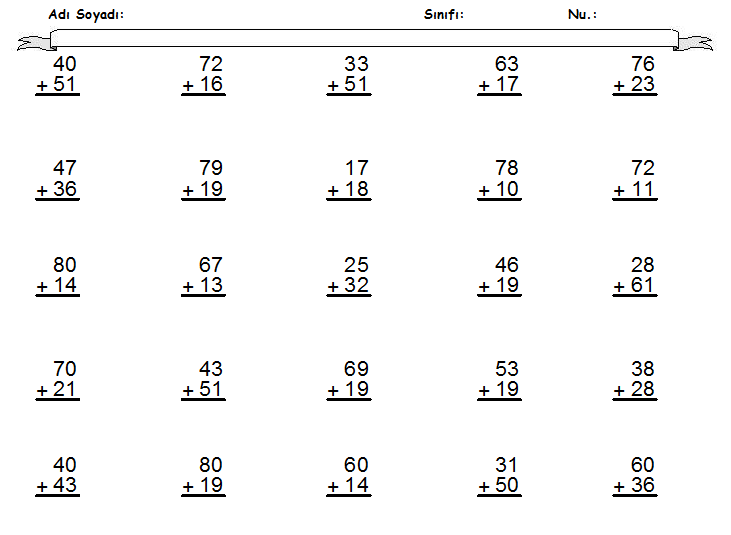 Adı Soyadı: Sınıfı: Nu.:
40 72 33 63 76
+ 51 + 16 + 51 + 17 + 23
47 79 17 78 72
+ 36 + 19 + 18 + 10 + 11
80 67 25 46 28
+ 14 + 13 + 32 + 19 + 61
70 43 69 53 38
+ 21 + 51 + 19 + 19 + 28
40 80 60 31 60
+ 43 + 19 + 14 + 50 + 36